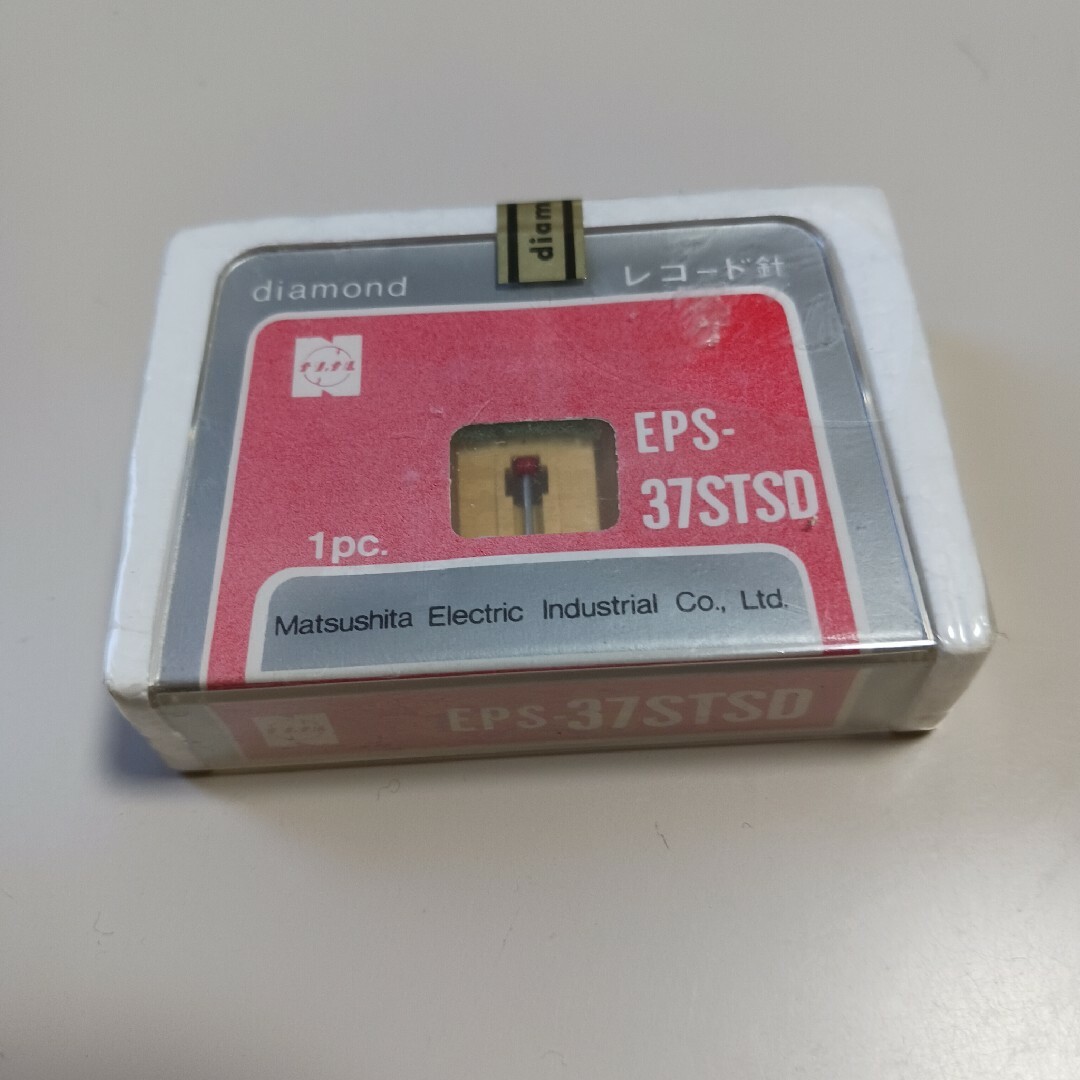 diam
diamond
レコード針
EPS-
37STSD
1pc.
Matsushita Electric Industrial Co., Ltd.
EPS-37STSD